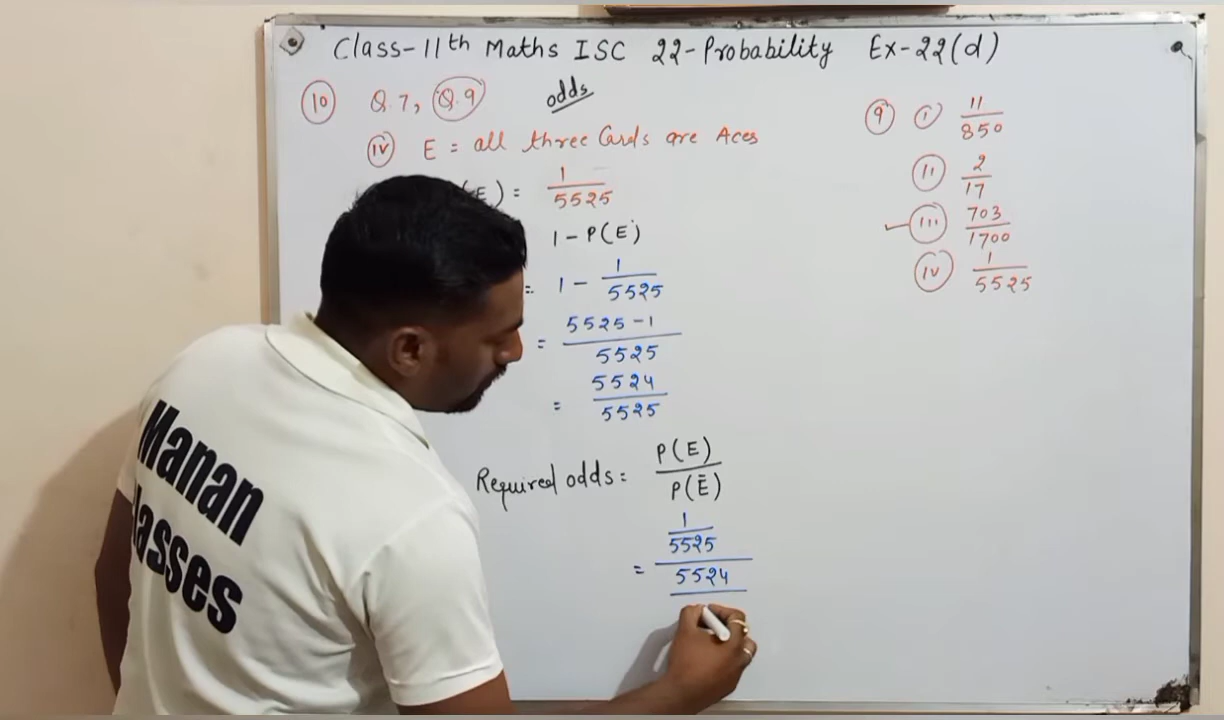 Class-11th Maths ISC 22-Probability Ex-22(d)
10 Q.7, Q.9 odds
iv E = all three Cards are Aces
E) = 1/5525
1 - P(E)
= 1 - 1/5525
= 5525-1/5525
= 5524/5525
Required odds = P(E)/P(Ē)
= 1/5525
5524
9 i 11/850
ii 2/17
iii 703/1700
iv 1/5525
Manan
lasses